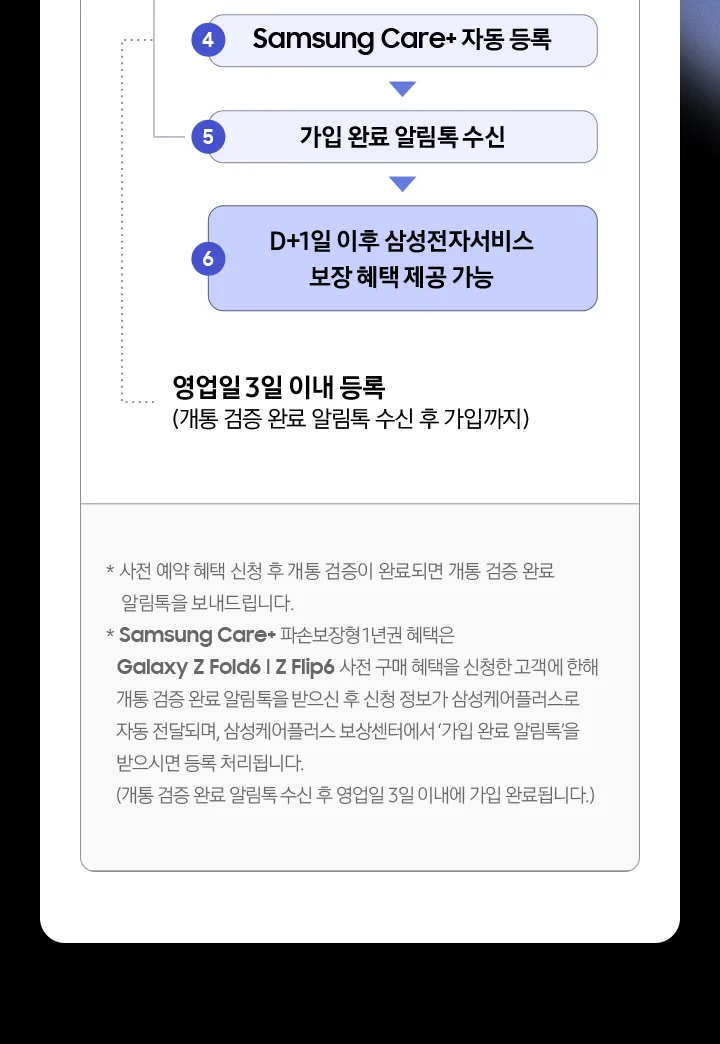 4 Samsung Care+ 자동 등록
5 가입 완료 알림톡 수신
6 D+1일 이후 삼성전자서비스
보장 혜택 제공 가능
영업일 3일 이내 등록
(개통 검증 완료 알림톡 수신 후 가입까지)
* 사전 예약 혜택 신청 후 개통 검증이 완료되면 개통 검증 완료
알림톡을 보내드립니다.
* Samsung Care+ 파손보장형 1년권 혜택은
Galaxy Z Fold6 | Z Flip6 사전 구매 혜택을 신청한 고객에 한해
개통 검증 완료 알림톡을 받으신 후 신청 정보가 삼성케어플러스로
자동 전달되며, 삼성케어플러스 보상센터에서 ‘가입 완료 알림톡’을
받으시면 등록 처리됩니다.
(개통 검증 완료 알림톡 수신 후 영업일 3일 이내에 가입 완료됩니다.)